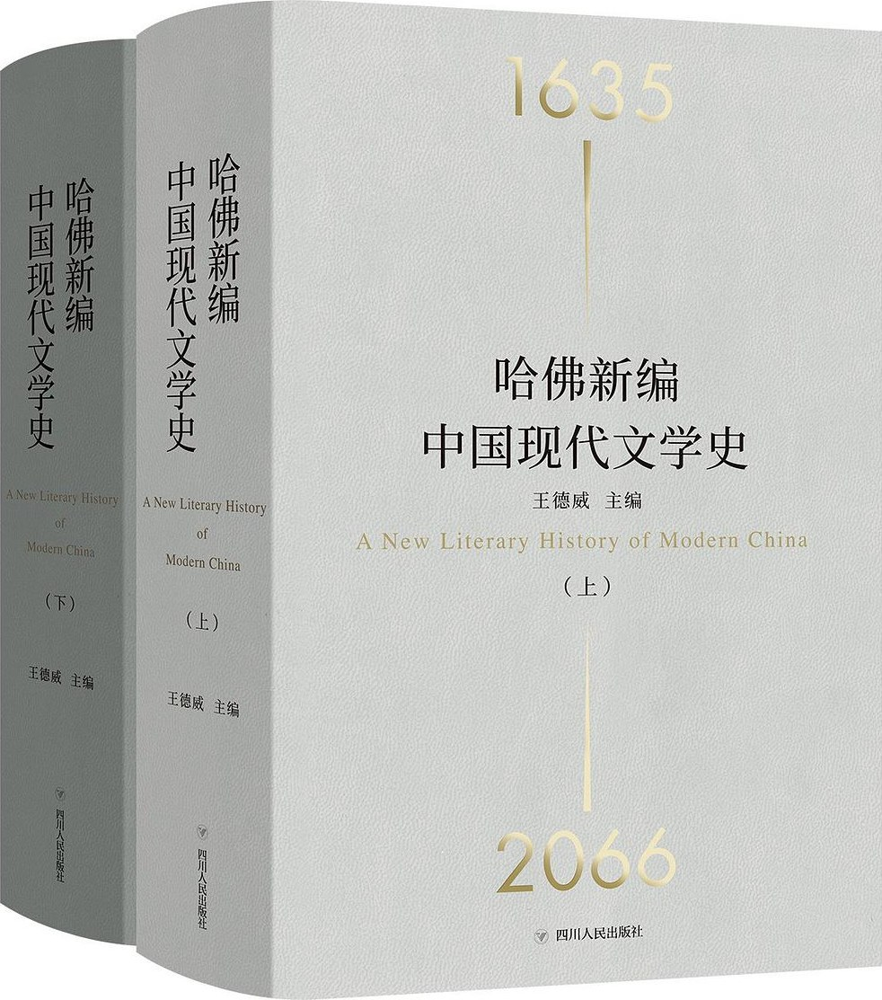 哈佛新编
中国现代文学史
A New Literary History
of
Modern China
（下）
王德威 主编
四川人民出版社
哈佛新编
中国现代文学史
A New Literary History
of
Modern China
（上）
王德威 主编
四川人民出版社
1635
哈佛新编
中国现代文学史
王德威 主编
A New Literary History of Modern China
（上）
2066
四川人民出版社